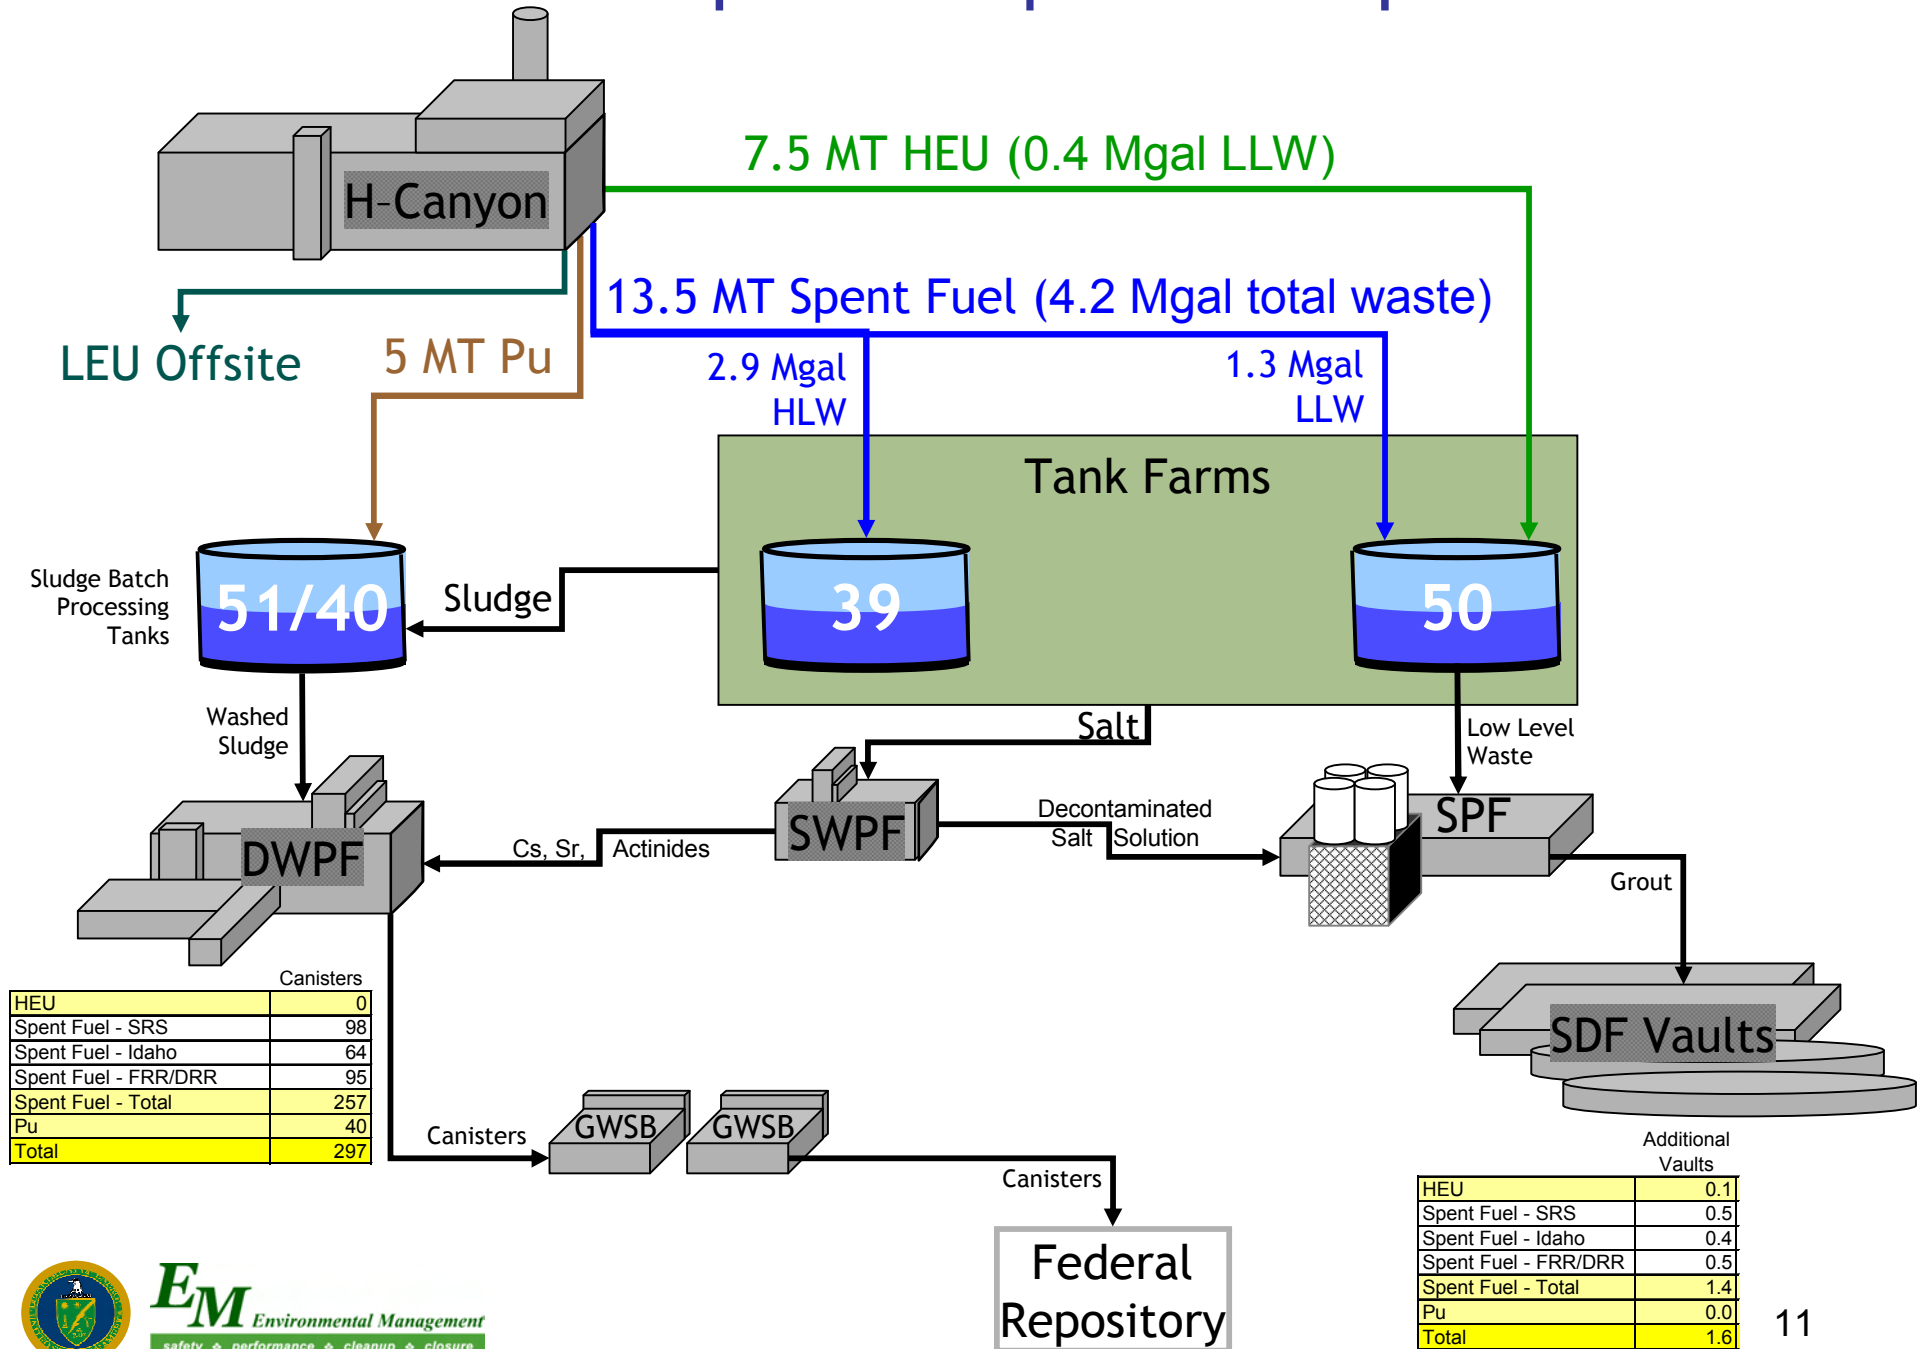 7.5 MT HEU (0.4 Mgal LLW)
H-Canyon
13.5 MT Spent Fuel (4.2 Mgal total waste)
LEU Offsite
5 MT Pu
2.9 Mgal
HLW
1.3 Mgal
LLW
Tank Farms
Sludge Batch
Processing
Tanks
51/40
Sludge
39
50
Washed
Sludge
Salt
Low Level
Waste
DWPF
Cs, Sr, Actinides
SWPF
Decontaminated
Salt Solution
SPF
Grout
SDF Vaults
Canisters
HEU 0
Spent Fuel - SRS 98
Spent Fuel - Idaho 64
Spent Fuel - FRR/DRR 95
Spent Fuel - Total 257
Pu 40
Total 297
Canisters
GWSB
GWSB
Canisters
Federal
Repository
Additional
Vaults
HEU 0.1
Spent Fuel - SRS 0.5
Spent Fuel - Idaho 0.4
Spent Fuel - FRR/DRR 0.5
Spent Fuel - Total 1.4
Pu 0.0
Total 1.6
EM Environmental Management
safety performance cleanup closure
11